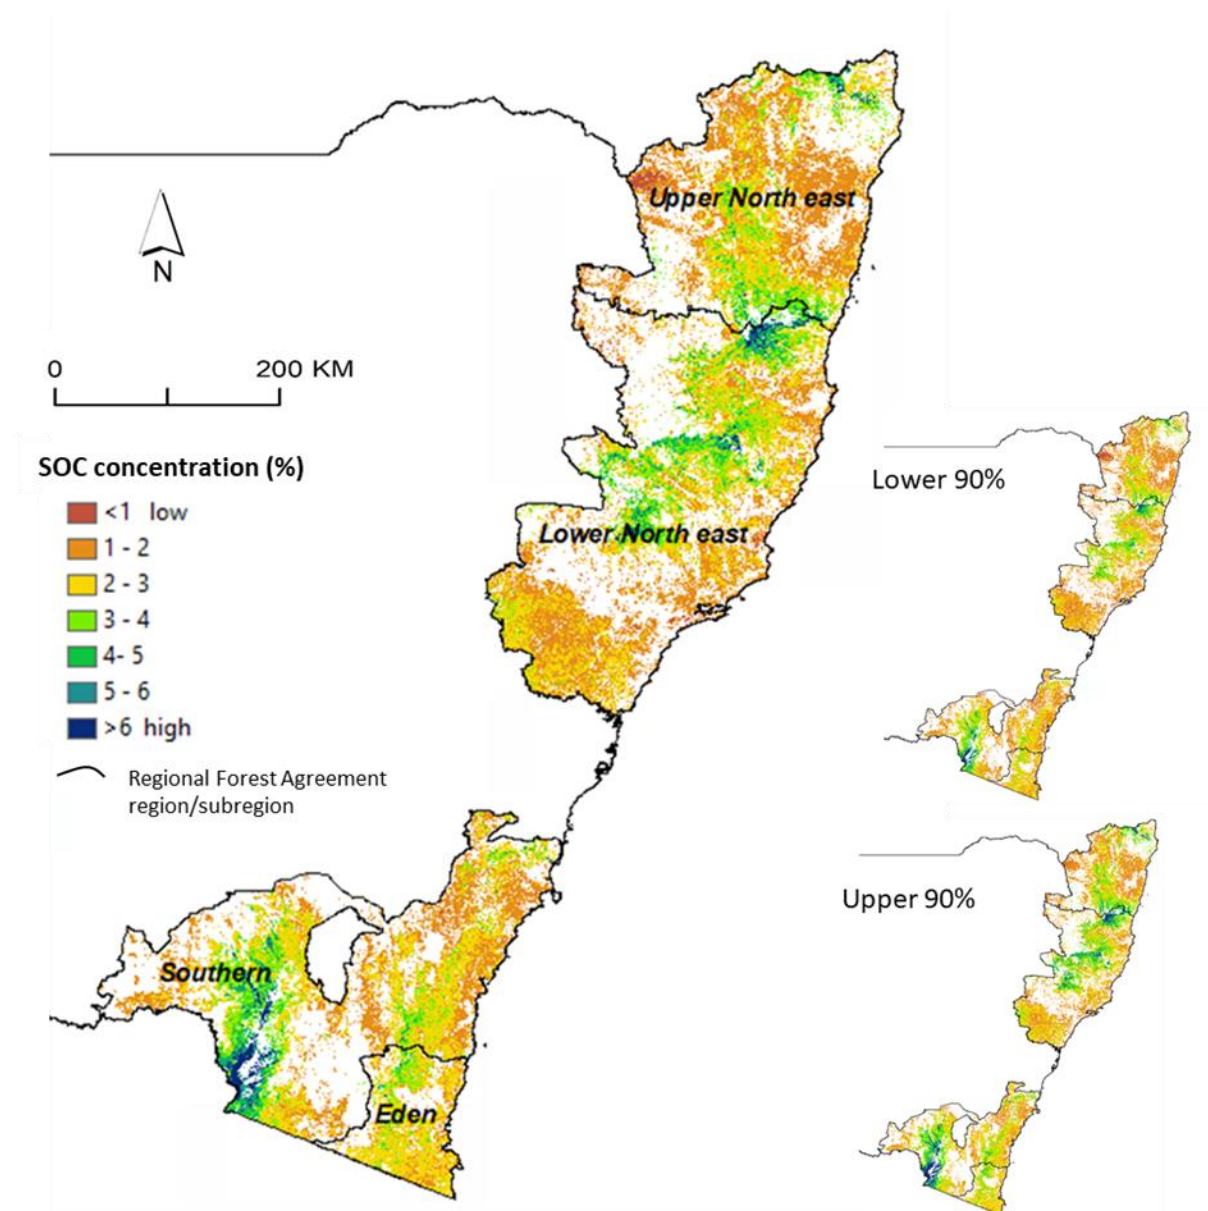 Upper North east
N
0 200 KM
SOC concentration (%)
<1 low
1 - 2
2 - 3
3 - 4
4- 5
5 - 6
>6 high
Regional Forest Agreement
region/subregion
Lower North east
Southern
Eden
Lower 90%
Upper 90%